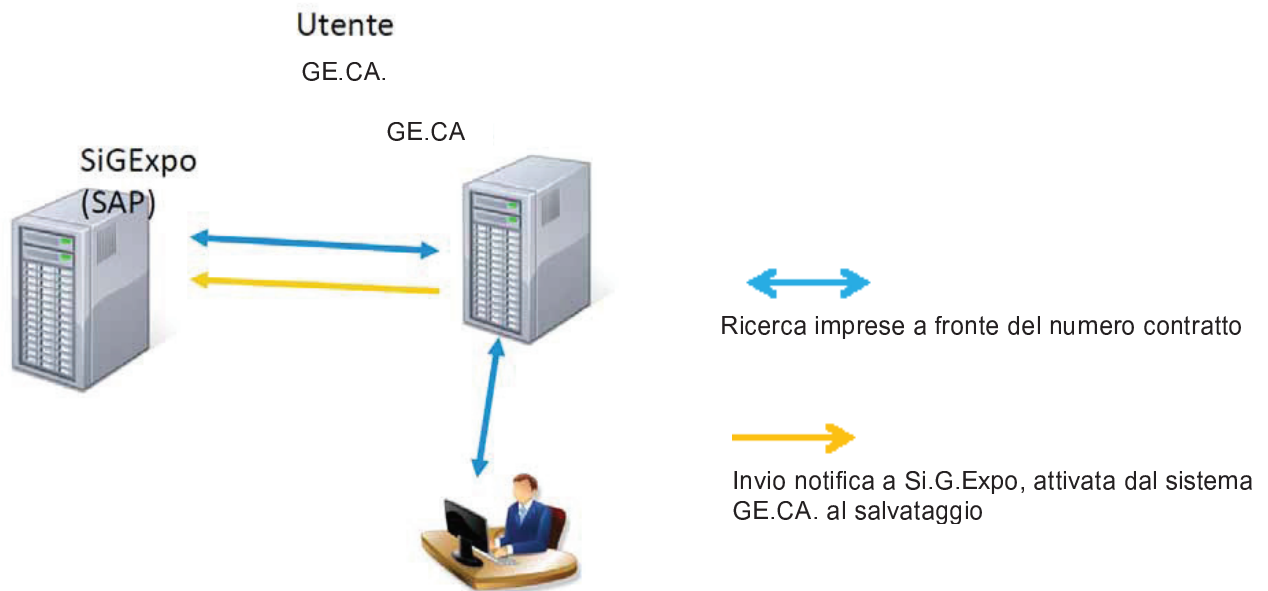 Utente
GE.CA.
GE.CA
SiGExpo
(SAP)
Ricerca imprese a fronte del numero contratto
Invio notifica a Si.G.Expo, attivata dal sistema
GE.CA. al salvataggio